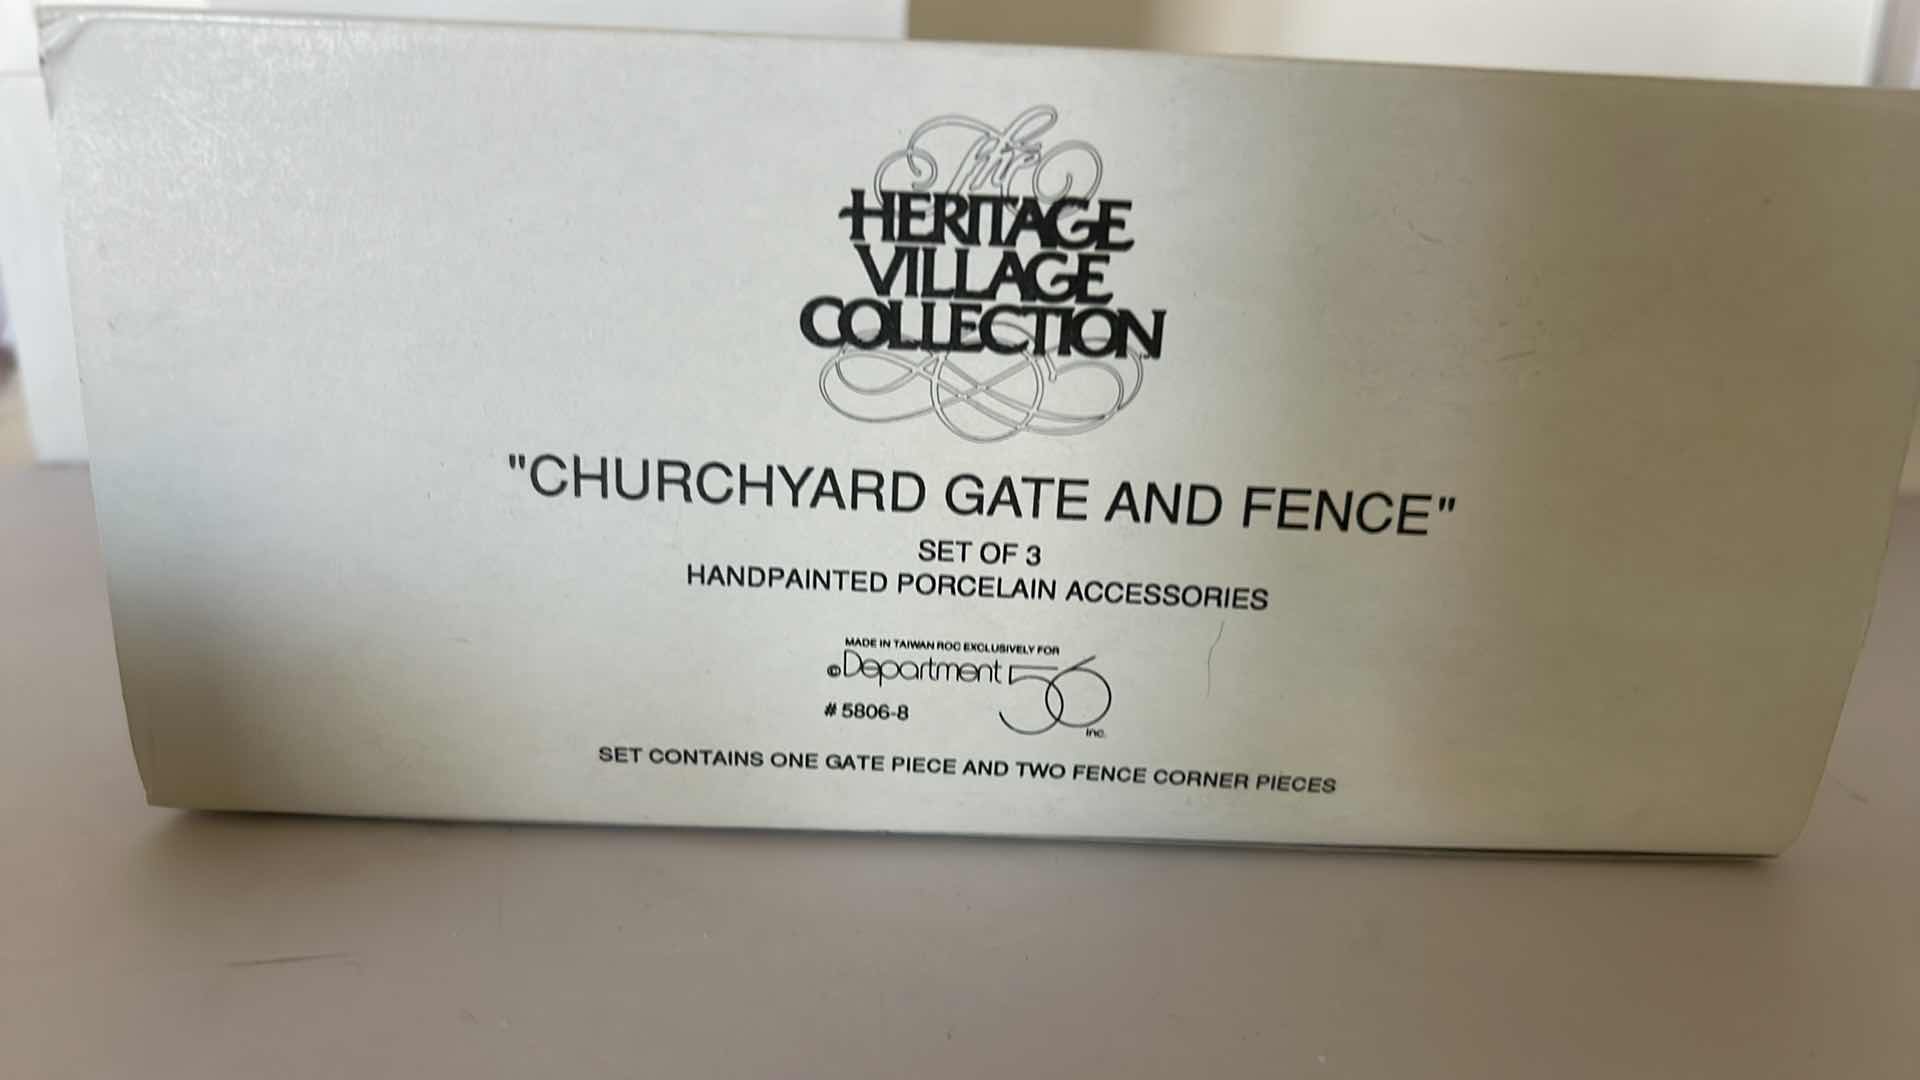 The
HERITAGE
VILLAGE
COLLECTION
"CHURCHYARD GATE AND FENCE"
SET OF 3
HANDPAINTED PORCELAIN ACCESSORIES
MADE IN TAIWAN ROC EXCLUSIVELY FOR
©Department 56
# 5806-8
inc.
SET CONTAINS ONE GATE PIECE AND TWO FENCE CORNER PIECES